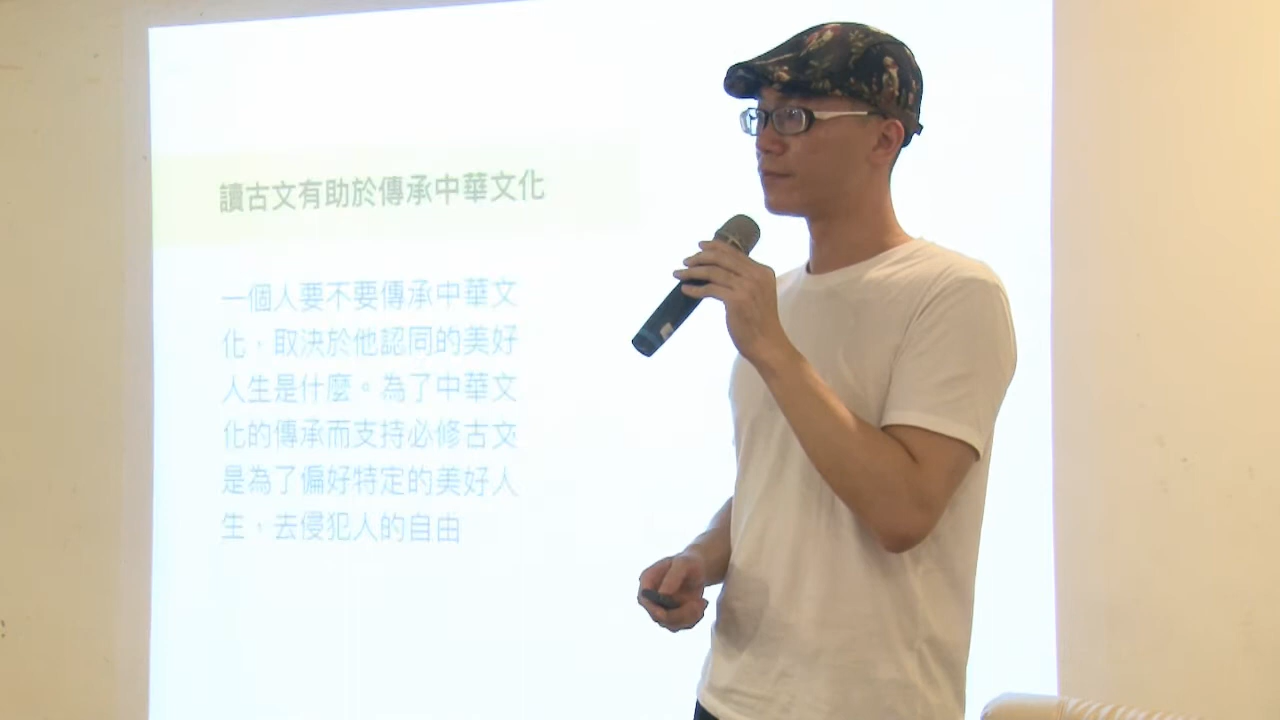 讀古文有助於傳承中華文化
一個人要不要傳承中華文
化，取決於他認同的美好
人生是什麼。為了中華文
化的傳承而支持必修古文
是為了偏好特定的美好人
生，去侵犯人的自由